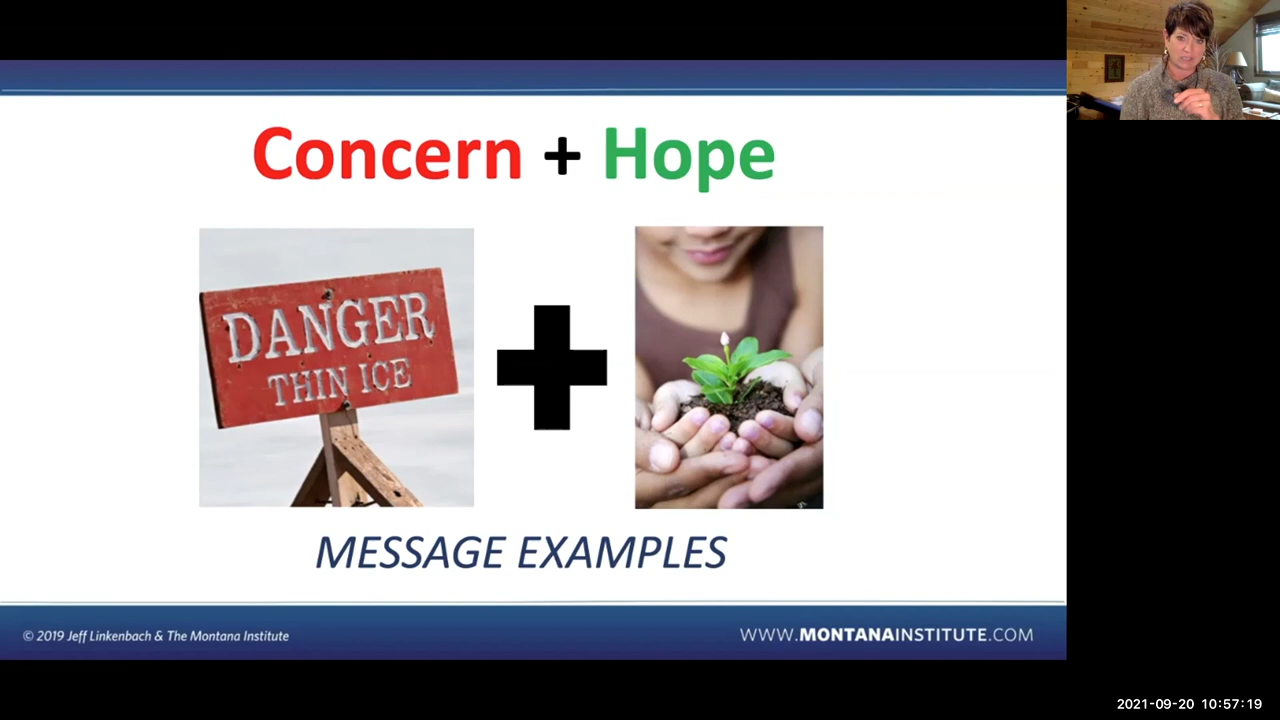 Concern + Hope
DANGER
THIN ICE
MESSAGE EXAMPLES
© 2019 Jeff Linkenbach & The Montana Institute
WWW.MONTANAINSTITUTE.COM
2021-09-20 10:57:19